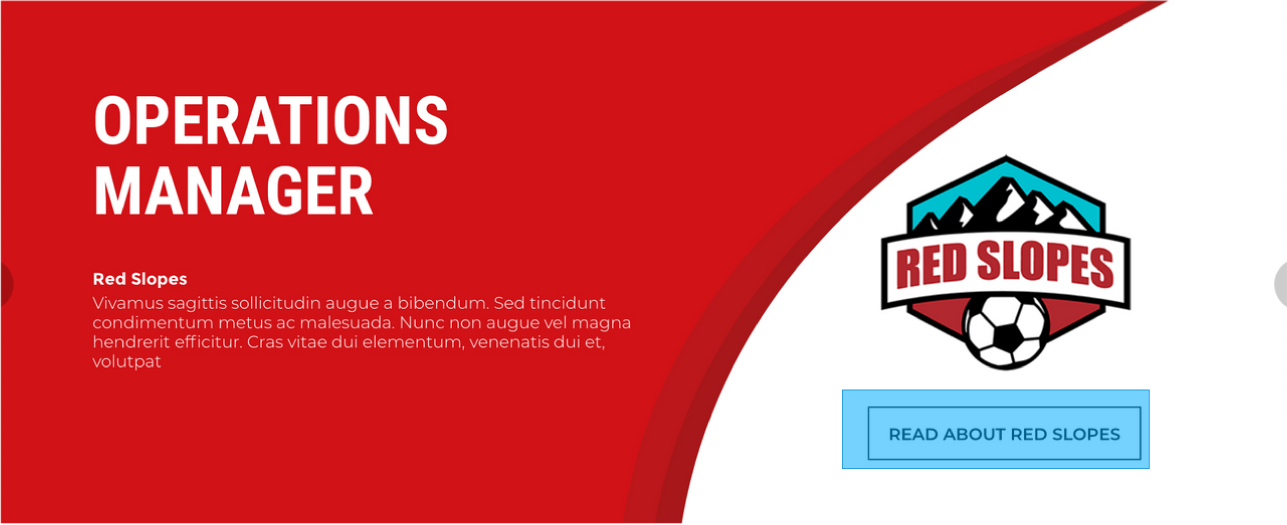 OPERATIONS
MANAGER
Red Slopes
Vivamus sagittis sollicitudin augue a bibendum. Sed tincidunt
condimentum metus ac malesuada. Nunc non augue vel magna
hendrerit efficitur. Cras vitae dui elementum, venenatis dui et,
volutpat
RED SLOPES
READ ABOUT RED SLOPES